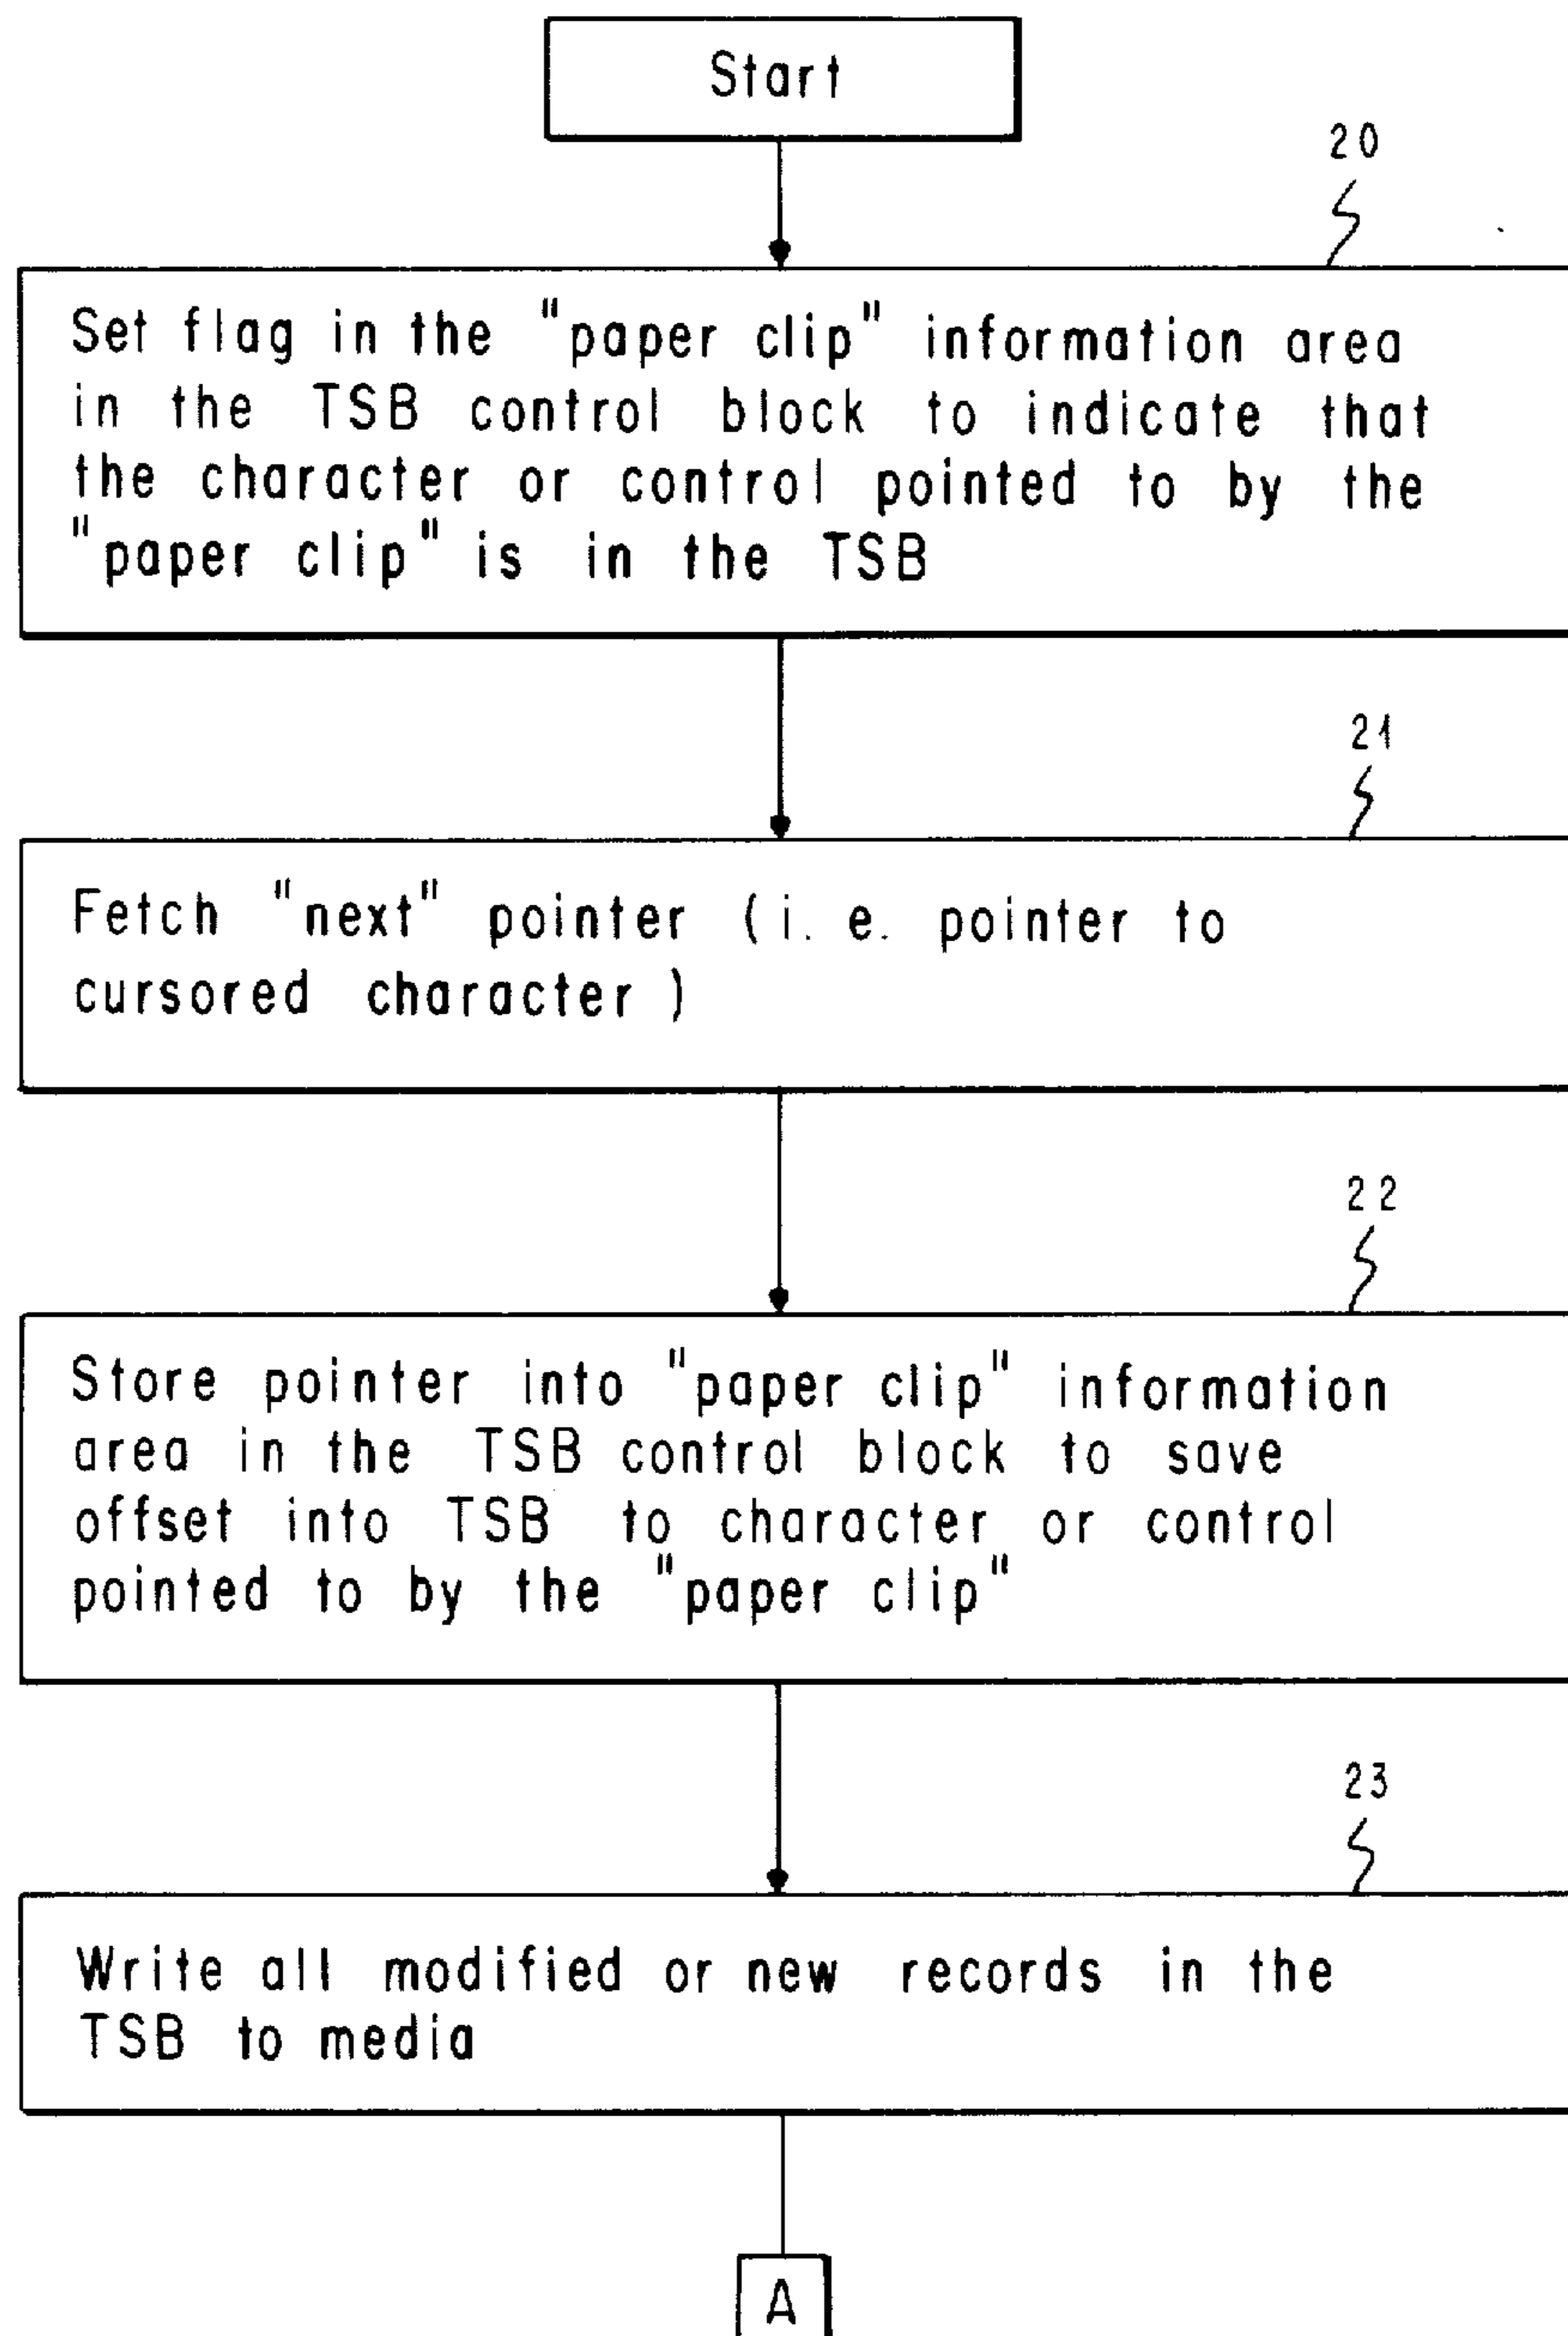 Start
20
Set flag in the "paper clip" information area
in the TSB control block to indicate that
the character or control pointed to by the
"paper clip" is in the TSB
21
Fetch "next" pointer (i. e. pointer to
cursored character )
22
Store pointer into "paper clip" information
area in the TSB control block to save
offset into TSB to character or control
pointed to by the "paper clip"
23
Write all modified or new records in the
TSB to media
A